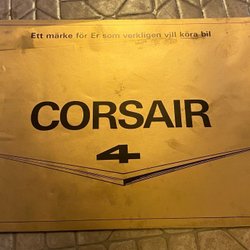 Ett märke för Er som verkligen vill köra bil
CORSAIR
4